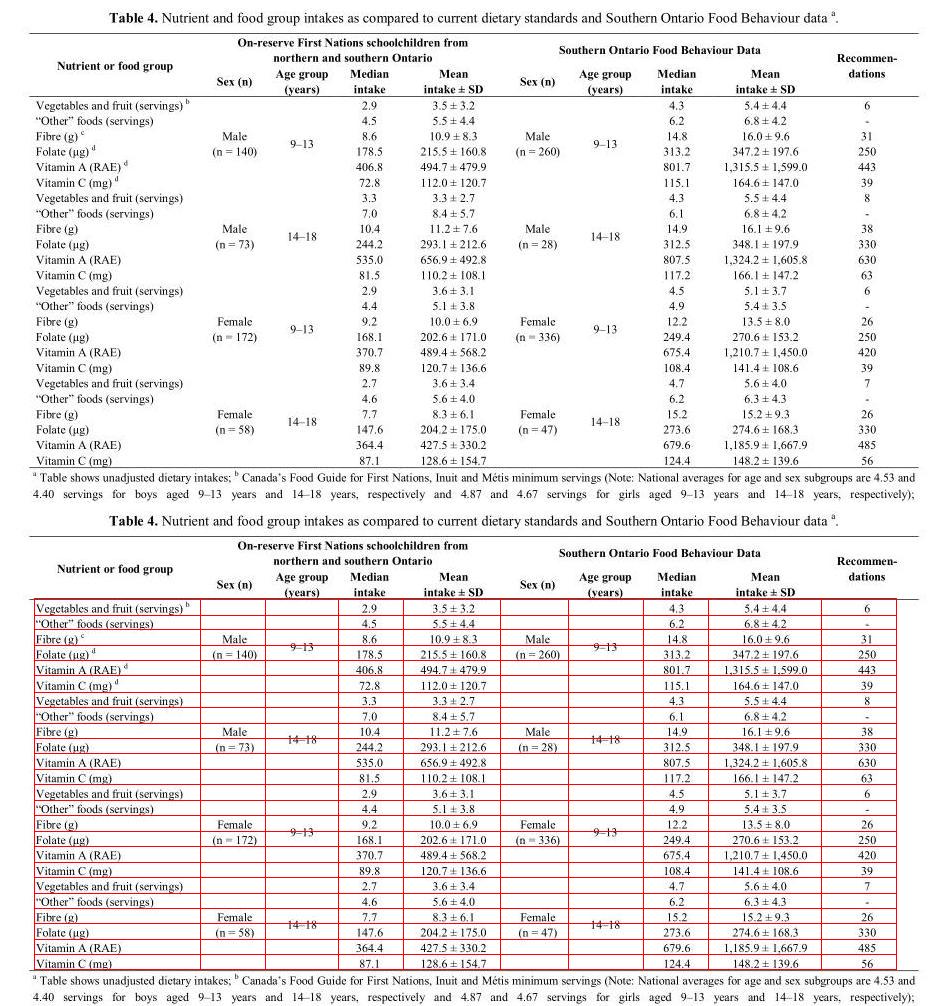 Table 4. Nutrient and food group intakes as compared to current dietary standards and Southern Ontario Food Behaviour data ᵃ.
On-reserve First Nations schoolchildren from northern and southern Ontario Southern Ontario Food Behaviour Data
Nutrient or food group Sex (n) Age group (years) Median intake Mean intake ± SD Sex (n) Age group (years) Median intake Mean intake ± SD Recommen-dations
Vegetables and fruit (servings) ᵇ 2.9 3.5 ± 3.2 4.3 5.4 ± 4.4 6
“Other” foods (servings) 4.5 5.5 ± 4.4 6.2 6.8 ± 4.2 -
Fibre (g) ᶜ Male 9–13 8.6 10.9 ± 8.3 Male 9–13 14.8 16.0 ± 9.6 31
Folate (µg) ᵈ (n = 140) 178.5 215.5 ± 160.8 (n = 260) 313.2 347.2 ± 197.6 250
Vitamin A (RAE) ᵈ 406.8 494.7 ± 479.9 801.7 1,315.5 ± 1,599.0 443
Vitamin C (mg) ᵈ 72.8 112.0 ± 120.7 115.1 164.6 ± 147.0 39
Vegetables and fruit (servings) 3.3 3.3 ± 2.7 4.3 5.5 ± 4.4 8
“Other” foods (servings) 7.0 8.4 ± 5.7 6.1 6.8 ± 4.2 -
Fibre (g) Male 14–18 10.4 11.2 ± 7.6 Male 14–18 14.9 16.1 ± 9.6 38
Folate (µg) (n = 73) 244.2 293.1 ± 212.6 (n = 28) 312.5 348.1 ± 197.9 330
Vitamin A (RAE) 535.0 656.9 ± 492.8 807.5 1,324.2 ± 1,605.8 630
Vitamin C (mg) 81.5 110.2 ± 108.1 117.2 166.1 ± 147.2 63
Vegetables and fruit (servings) 2.9 3.6 ± 3.1 4.5 5.1 ± 3.7 6
“Other” foods (servings) 4.4 5.1 ± 3.8 4.9 5.4 ± 3.5 -
Fibre (g) Female 9–13 9.2 10.0 ± 6.9 Female 9–13 12.2 13.5 ± 8.0 26
Folate (µg) (n = 172) 168.1 202.6 ± 171.0 (n = 336) 249.4 270.6 ± 153.2 250
Vitamin A (RAE) 370.7 489.4 ± 568.2 675.4 1,210.7 ± 1,450.0 420
Vitamin C (mg) 89.8 120.7 ± 136.6 108.4 141.4 ± 108.6 39
Vegetables and fruit (servings) 2.7 3.6 ± 3.4 4.7 5.6 ± 4.0 7
“Other” foods (servings) 4.6 5.6 ± 4.0 6.2 6.3 ± 4.3 -
Fibre (g) Female 14–18 7.7 8.3 ± 6.1 Female 14–18 15.2 15.2 ± 9.3 26
Folate (µg) (n = 58) 147.6 204.2 ± 175.0 (n = 47) 273.6 274.6 ± 168.3 330
Vitamin A (RAE) 364.4 427.5 ± 330.2 679.6 1,185.9 ± 1,667.9 485
Vitamin C (mg) 87.1 128.6 ± 154.7 124.4 148.2 ± 139.6 56
ᵃ Table shows unadjusted dietary intakes; ᵇ Canada’s Food Guide for First Nations, Inuit and Métis minimum servings (Note: National averages for age and sex subgroups are 4.53 and
4.40 servings for boys aged 9–13 years and 14–18 years, respectively and 4.87 and 4.67 servings for girls aged 9–13 years and 14–18 years, respectively);
Table 4. Nutrient and food group intakes as compared to current dietary standards and Southern Ontario Food Behaviour data ᵃ.
On-reserve First Nations schoolchildren from northern and southern Ontario Southern Ontario Food Behaviour Data
Nutrient or food group Sex (n) Age group (years) Median intake Mean intake ± SD Sex (n) Age group (years) Median intake Mean intake ± SD Recommen-dations
Vegetables and fruit (servings) ᵇ 2.9 3.5 ± 3.2 4.3 5.4 ± 4.4 6
“Other” foods (servings) 4.5 5.5 ± 4.4 6.2 6.8 ± 4.2 -
Fibre (g) ᶜ Male 9–13 8.6 10.9 ± 8.3 Male 9–13 14.8 16.0 ± 9.6 31
Folate (µg) ᵈ (n = 140) 178.5 215.5 ± 160.8 (n = 260) 313.2 347.2 ± 197.6 250
Vitamin A (RAE) ᵈ 406.8 494.7 ± 479.9 801.7 1,315.5 ± 1,599.0 443
Vitamin C (mg) ᵈ 72.8 112.0 ± 120.7 115.1 164.6 ± 147.0 39
Vegetables and fruit (servings) 3.3 3.3 ± 2.7 4.3 5.5 ± 4.4 8
“Other” foods (servings) 7.0 8.4 ± 5.7 6.1 6.8 ± 4.2 -
Fibre (g) Male 14–18 10.4 11.2 ± 7.6 Male 14–18 14.9 16.1 ± 9.6 38
Folate (µg) (n = 73) 244.2 293.1 ± 212.6 (n = 28) 312.5 348.1 ± 197.9 330
Vitamin A (RAE) 535.0 656.9 ± 492.8 807.5 1,324.2 ± 1,605.8 630
Vitamin C (mg) 81.5 110.2 ± 108.1 117.2 166.1 ± 147.2 63
Vegetables and fruit (servings) 2.9 3.6 ± 3.1 4.5 5.1 ± 3.7 6
“Other” foods (servings) 4.4 5.1 ± 3.8 4.9 5.4 ± 3.5 -
Fibre (g) Female 9–13 9.2 10.0 ± 6.9 Female 9–13 12.2 13.5 ± 8.0 26
Folate (µg) (n = 172) 168.1 202.6 ± 171.0 (n = 336) 249.4 270.6 ± 153.2 250
Vitamin A (RAE) 370.7 489.4 ± 568.2 675.4 1,210.7 ± 1,450.0 420
Vitamin C (mg) 89.8 120.7 ± 136.6 108.4 141.4 ± 108.6 39
Vegetables and fruit (servings) 2.7 3.6 ± 3.4 4.7 5.6 ± 4.0 7
“Other” foods (servings) 4.6 5.6 ± 4.0 6.2 6.3 ± 4.3 -
Fibre (g) Female 14–18 7.7 8.3 ± 6.1 Female 14–18 15.2 15.2 ± 9.3 26
Folate (µg) (n = 58) 147.6 204.2 ± 175.0 (n = 47) 273.6 274.6 ± 168.3 330
Vitamin A (RAE) 364.4 427.5 ± 330.2 679.6 1,185.9 ± 1,667.9 485
Vitamin C (mg) 87.1 128.6 ± 154.7 124.4 148.2 ± 139.6 56
ᵃ Table shows unadjusted dietary intakes; ᵇ Canada’s Food Guide for First Nations, Inuit and Métis minimum servings (Note: National averages for age and sex subgroups are 4.53 and
4.40 servings for boys aged 9–13 years and 14–18 years, respectively and 4.87 and 4.67 servings for girls aged 9–13 years and 14–18 years, respectively);